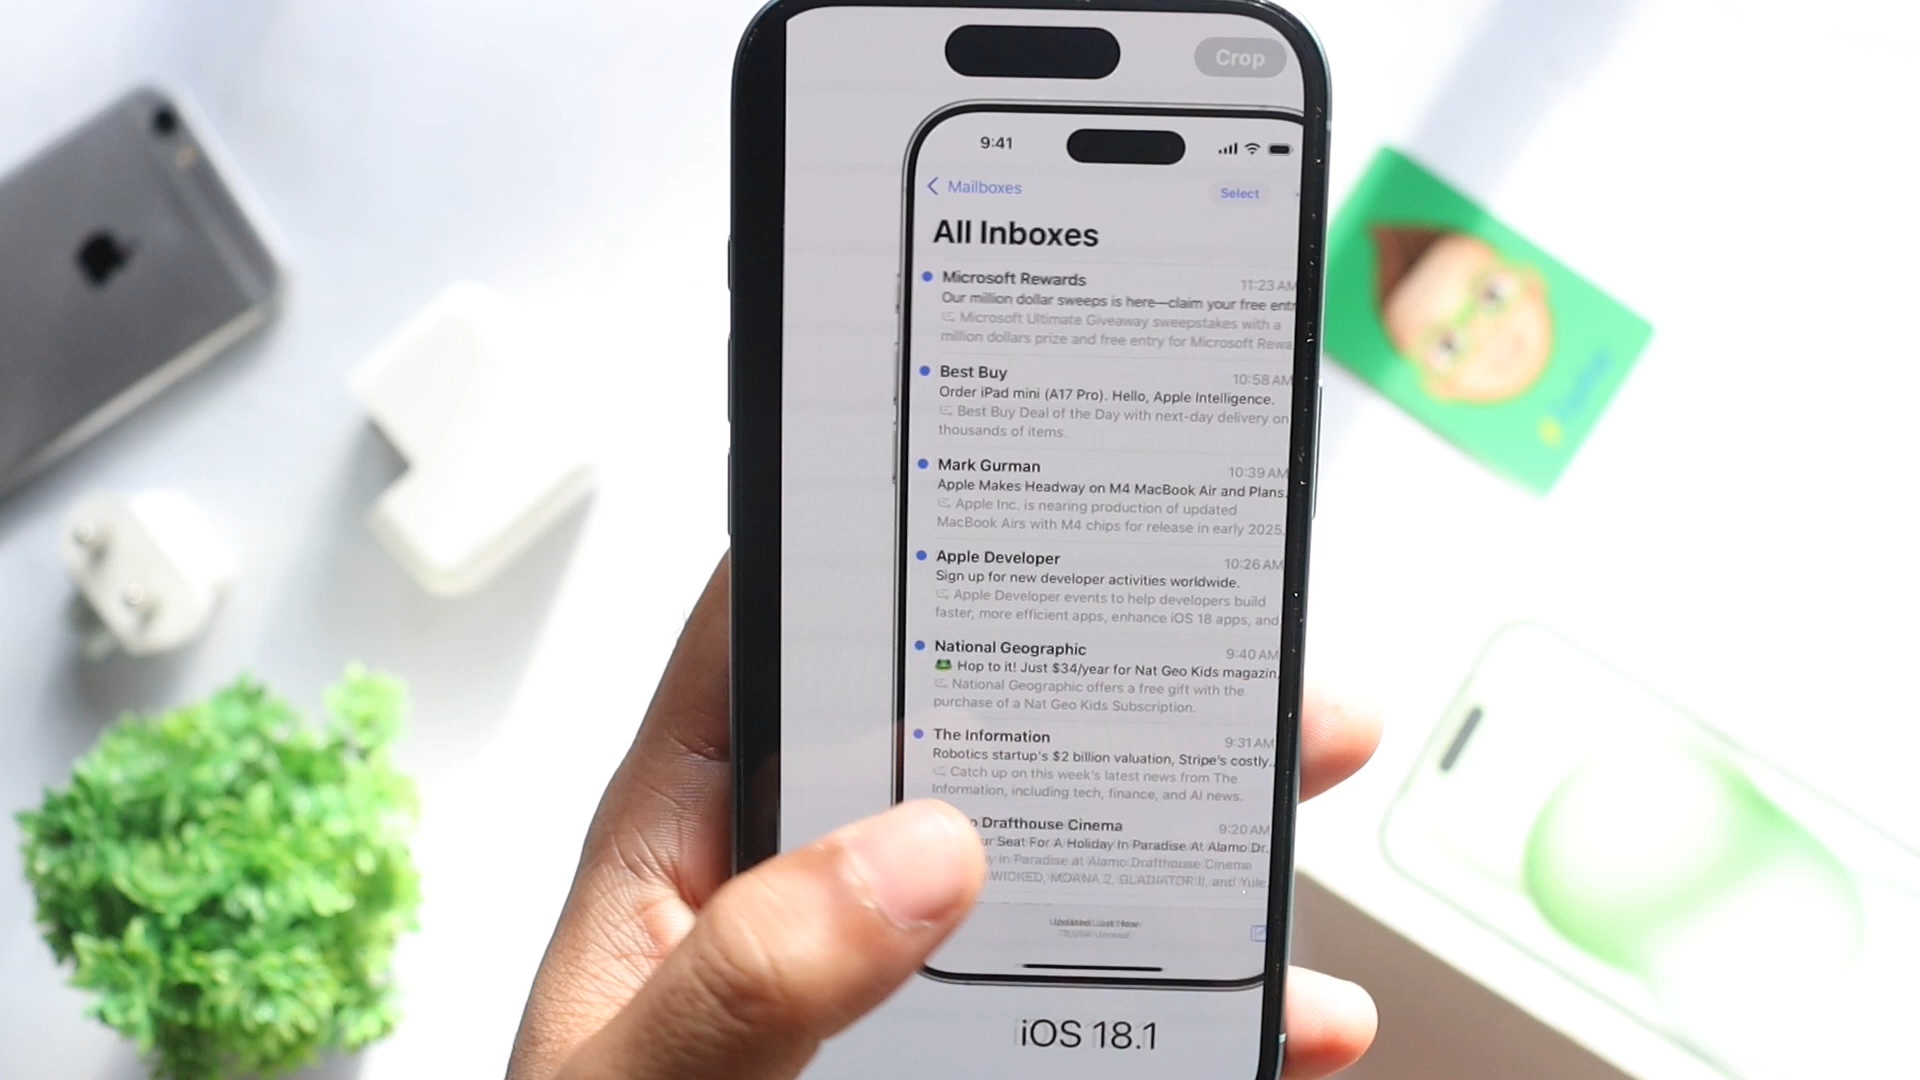 Crop
9:41
Mailboxes
Select
All Inboxes
Microsoft Rewards
11:23 AM
Our million dollar sweeps is here—claim your free entr
Microsoft Ultimate Giveaway sweepstakes with a
million dollars prize and free entry for Microsoft Rewa
Best Buy
10:58 AM
Order iPad mini (A17 Pro). Hello, Apple Intelligence.
Best Buy Deal of the Day with next-day delivery on
thousands of items.
Mark Gurman
10:39 AM
Apple Makes Headway on M4 MacBook Air and Plans.
Apple Inc. is nearing production of updated
MacBook Airs with M4 chips for release in early 2025.
Apple Developer
10:26 AM
Sign up for new developer activities worldwide.
Apple Developer events to help developers build
faster, more efficient apps, enhance iOS 18 apps, and
National Geographic
9:40 AM
🐸 Hop to it! Just $34/year for Nat Geo Kids magazin
National Geographic offers a free gift with the
purchase of a Nat Geo Kids Subscription.
The Information
9:31 AM
Robotics startup's $2 billion valuation, Stripe's costly..
Catch up on this week's latest news from The
Information, including tech, finance, and AI news.
o Drafthouse Cinema
9:20 AM
ur Seat For A Holiday In Paradise At Alamo Dr.
y in Paradise at Alamo Drafthouse Cinema
WICKED, MOANA 2, GLADIATOR II, and Yule
Updated Just Now
iOS 18.1